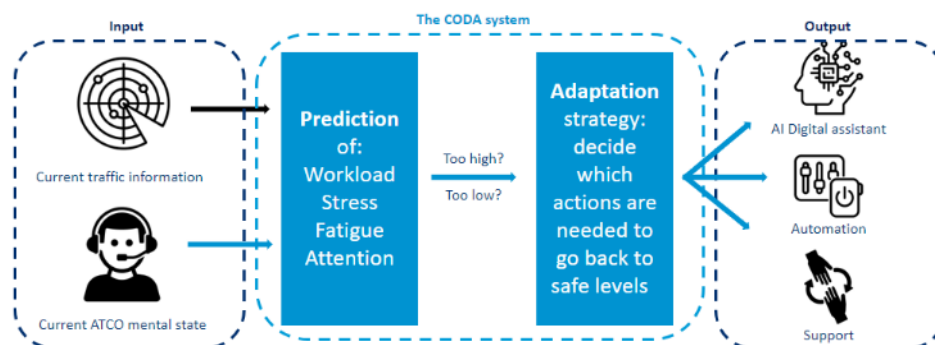 Input
The CODA system
Output
Current traffic information
Current ATCO mental state
Prediction
of:
Workload
Stress
Fatigue
Attention
Too high?
Too low?
Adaptation
strategy:
decide
which
actions are
needed to
go back to
safe levels
AI Digital assistant
Automation
Support